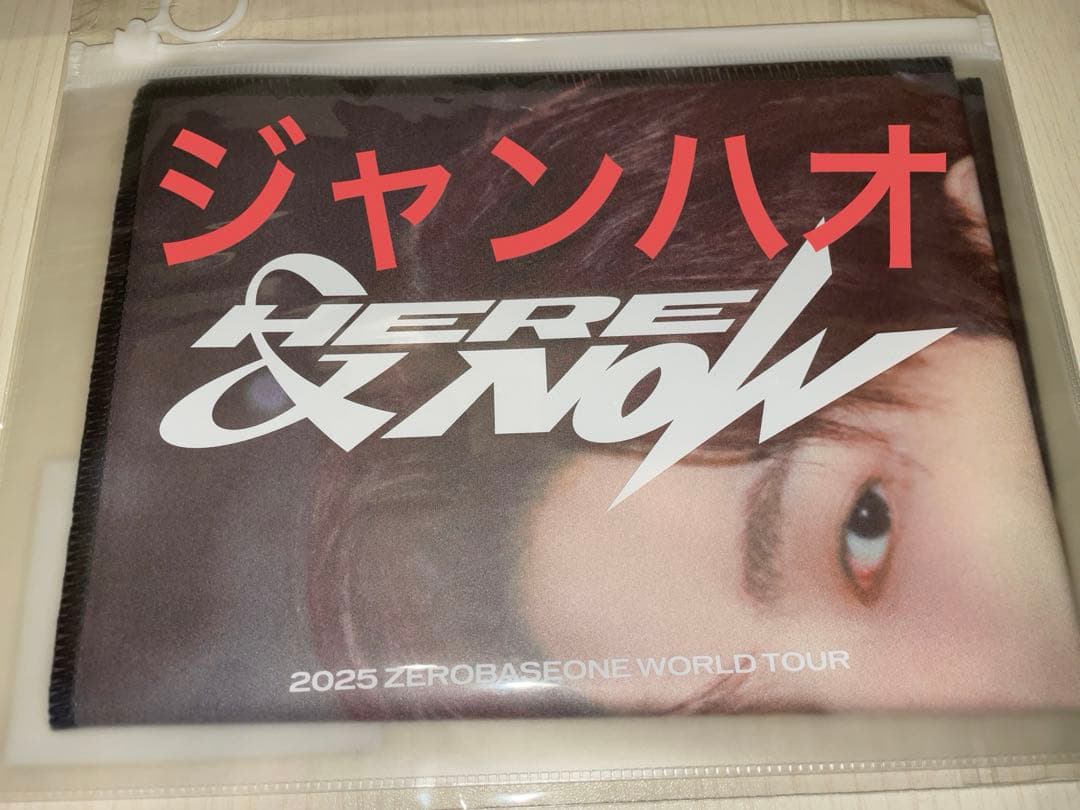 ジャンハオ
HERE
& NOW
2025 ZEROBASEONE WORLD TOUR